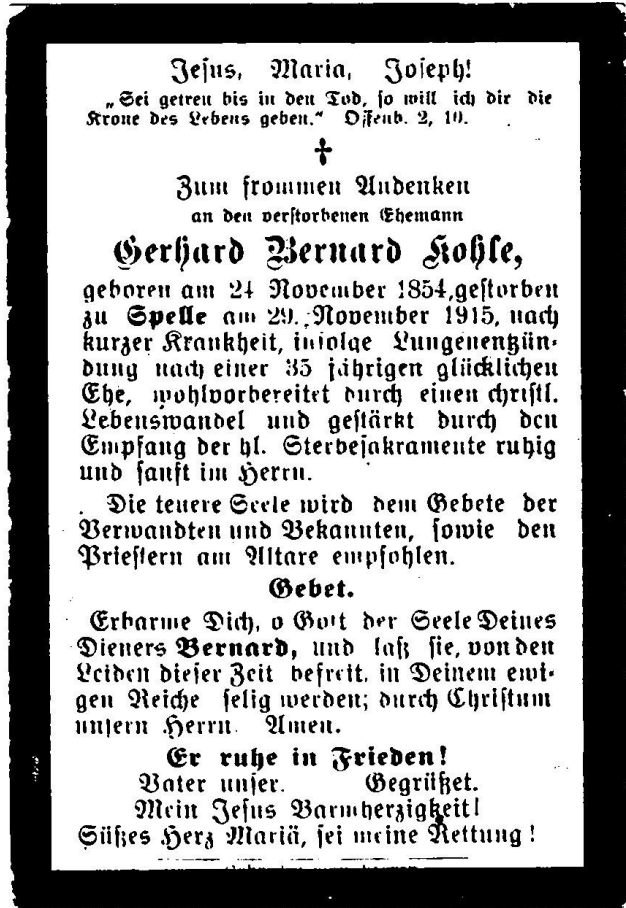 Jesus, Maria, Joseph!
„Sei getreu bis in den Tod, so will ich dir die
Krone des Lebens geben.“ Offenb. 2, 10.
†
Zum frommen Andenken
an den verstorbenen Ehemann
Gerhard Bernard Kohle,
geboren am 24 November 1854, gestorben
zu Spelle am 29. November 1915, nach
kurzer Krankheit, infolge Lungenentzün-
dung nach einer 35 jährigen glücklichen
Ehe, wohlvorbereitet durch einen christl.
Lebenswandel und gestärkt durch den
Empfang der hl. Sterbesakramente ruhig
und sanft im Herrn.
Die teuere Seele wird dem Gebete der
Verwandten und Bekannten, sowie den
Priestern am Altare empfohlen.
Gebet.
Erbarme Dich, o Gott der Seele Deines
Dieners Bernard, und laß sie, von den
Leiden dieser Zeit befreit, in Deinem ewi-
gen Reiche selig werden; durch Christum
unsern Herrn. Amen.
Er ruhe in Frieden!
Vater unser. Gegrüßet.
Mein Jesus Barmherzigkeit!
Süßes Herz Mariä, sei meine Rettung!